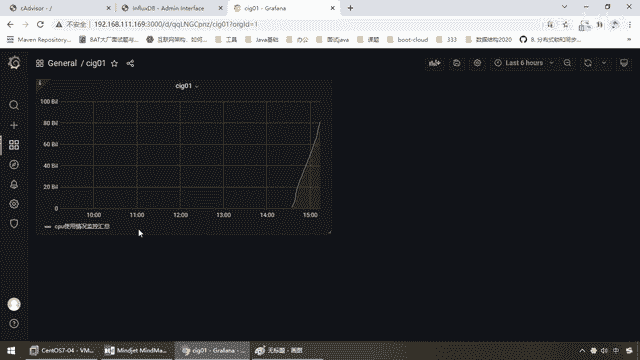 cAdvisor - /
InfluxDB - Admin Interface
cig01 - Grafana
不安全 | 192.168.111.169:3000/d/qqLNGCpnz/cig01?orgId=1
Maven Repository... BAT大厂面试题与... 互联网架构、如何... 工具 Java基础 办公 面试java 课题 boot-cloud 333 数据结构2020 8. 分布式锁和同步...
General / cig01
Last 6 hours
cig01
100 Bil
80 Bil
60 Bil
40 Bil
20 Bil
0
10:00 11:00 12:00 13:00 14:00 15:00
cpu使用情况监控汇总
CentOS7-04 - VM... Mindjet MindMa... cig01 - Grafana -... 无标题 - 画图